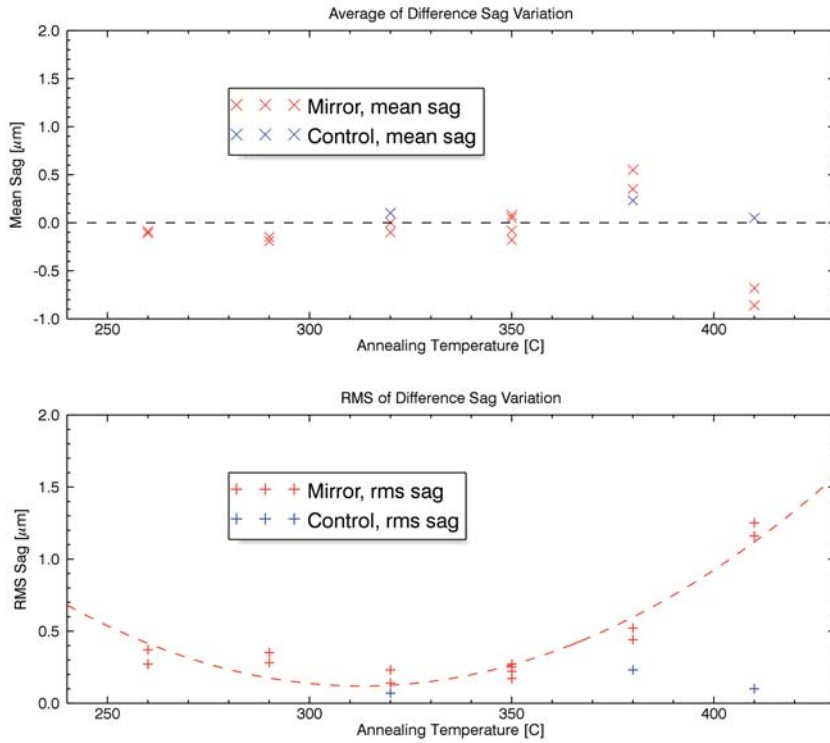 Average of Difference Sag Variation
2.0
1.5
1.0
0.5
0.0
-0.5
-1.0
Mean Sag [μm]
Mirror, mean sag
Control, mean sag
250 300 350 400
Annealing Temperature [C]
RMS of Difference Sag Variation
2.0
1.5
1.0
0.5
0.0
RMS Sag [μm]
Mirror, rms sag
Control, rms sag
250 300 350 400
Annealing Temperature [C]